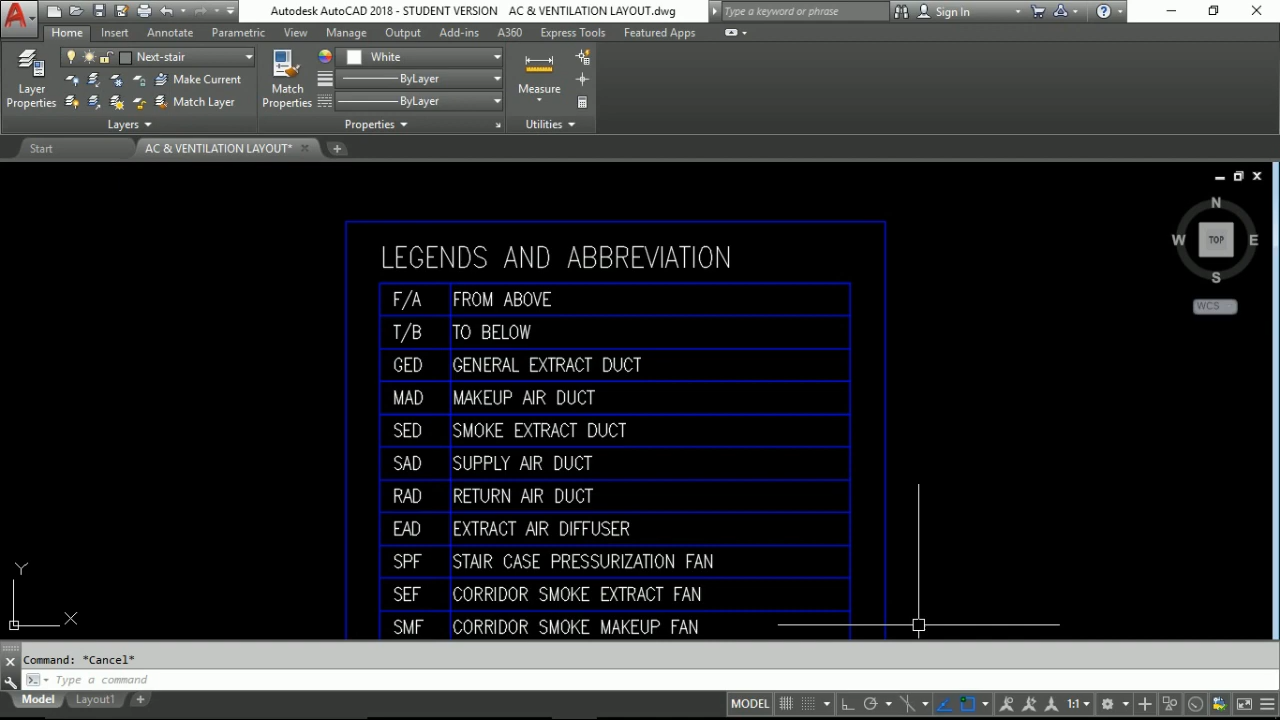 Autodesk AutoCAD 2018 - STUDENT VERSION AC & VENTILATION LAYOUT.dwg
Type a keyword or phrase
Sign In
Home Insert Annotate Parametric View Manage Output Add-ins A360 Express Tools Featured Apps
Next-stair
Make Current
Match Layer
Layer Properties
Layers
Match Properties
White
ByLayer
ByLayer
Properties
Measure
Utilities
Start
AC & VENTILATION LAYOUT*
N
W TOP E
S
WCS
LEGENDS AND ABBREVIATION
F/A FROM ABOVE
T/B TO BELOW
GED GENERAL EXTRACT DUCT
MAD MAKEUP AIR DUCT
SED SMOKE EXTRACT DUCT
SAD SUPPLY AIR DUCT
RAD RETURN AIR DUCT
EAD EXTRACT AIR DIFFUSER
SPF STAIR CASE PRESSURIZATION FAN
SEF CORRIDOR SMOKE EXTRACT FAN
SMF CORRIDOR SMOKE MAKEUP FAN
Y
X
Command: *Cancel*
Type a command
Model Layout1
MODEL
1:1